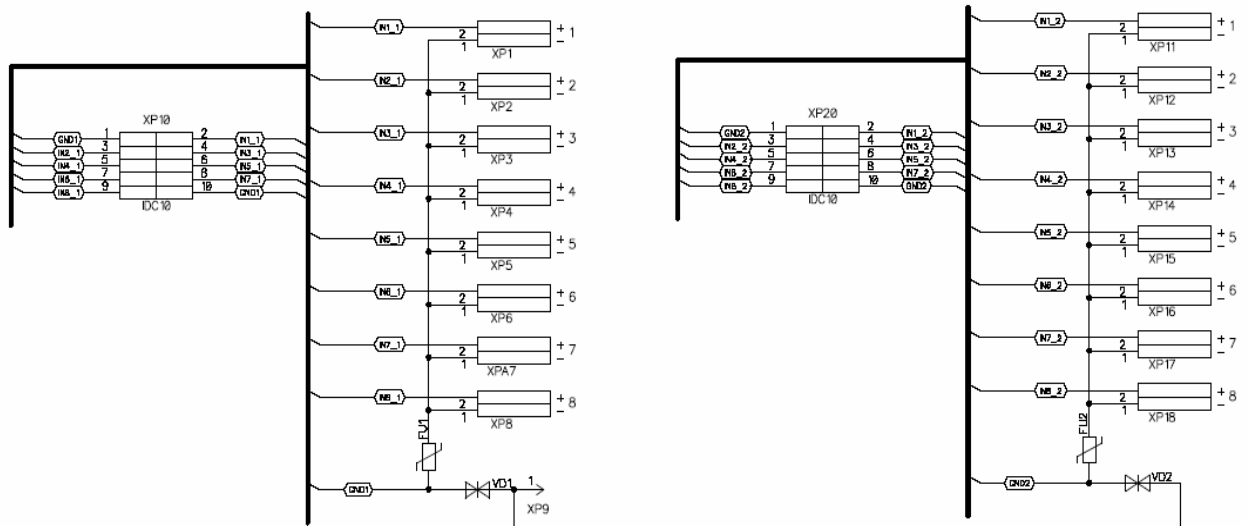 IN1_1
2
1
XP1
+ 1
−
IN2_1
2
1
XP2
+ 2
−
IN3_1
2
1
XP3
+ 3
−
IN4_1
2
1
XP4
+ 4
−
IN5_1
2
1
XP5
+ 5
−
IN6_1
2
1
XP6
+ 6
−
IN7_1
2
1
XPA7
+ 7
−
IN8_1
2
1
XP8
+ 8
−
FU1
GND1
VD1
1
XP9
XP10
GND1 1 2 IN1_1
IN2_1 3 4 IN3_1
IN4_1 5 6 IN5_1
IN6_1 7 8 IN7_1
IN8_1 9 10 GND1
IDC10
IN1_2
2
1
XP11
+ 1
−
IN2_2
2
1
XP12
+ 2
−
IN3_2
2
1
XP13
+ 3
−
IN4_2
2
1
XP14
+ 4
−
IN5_2
2
1
XP15
+ 5
−
IN6_2
2
1
XP16
+ 6
−
IN7_2
2
1
XP17
+ 7
−
IN8_2
2
1
XP18
+ 8
−
FU2
GND2
VD2
XP20
GND2 1 2 IN1_2
IN2_2 3 4 IN3_2
IN4_2 5 6 IN5_2
IN6_2 7 8 IN7_2
IN8_2 9 10 GND2
IDC10